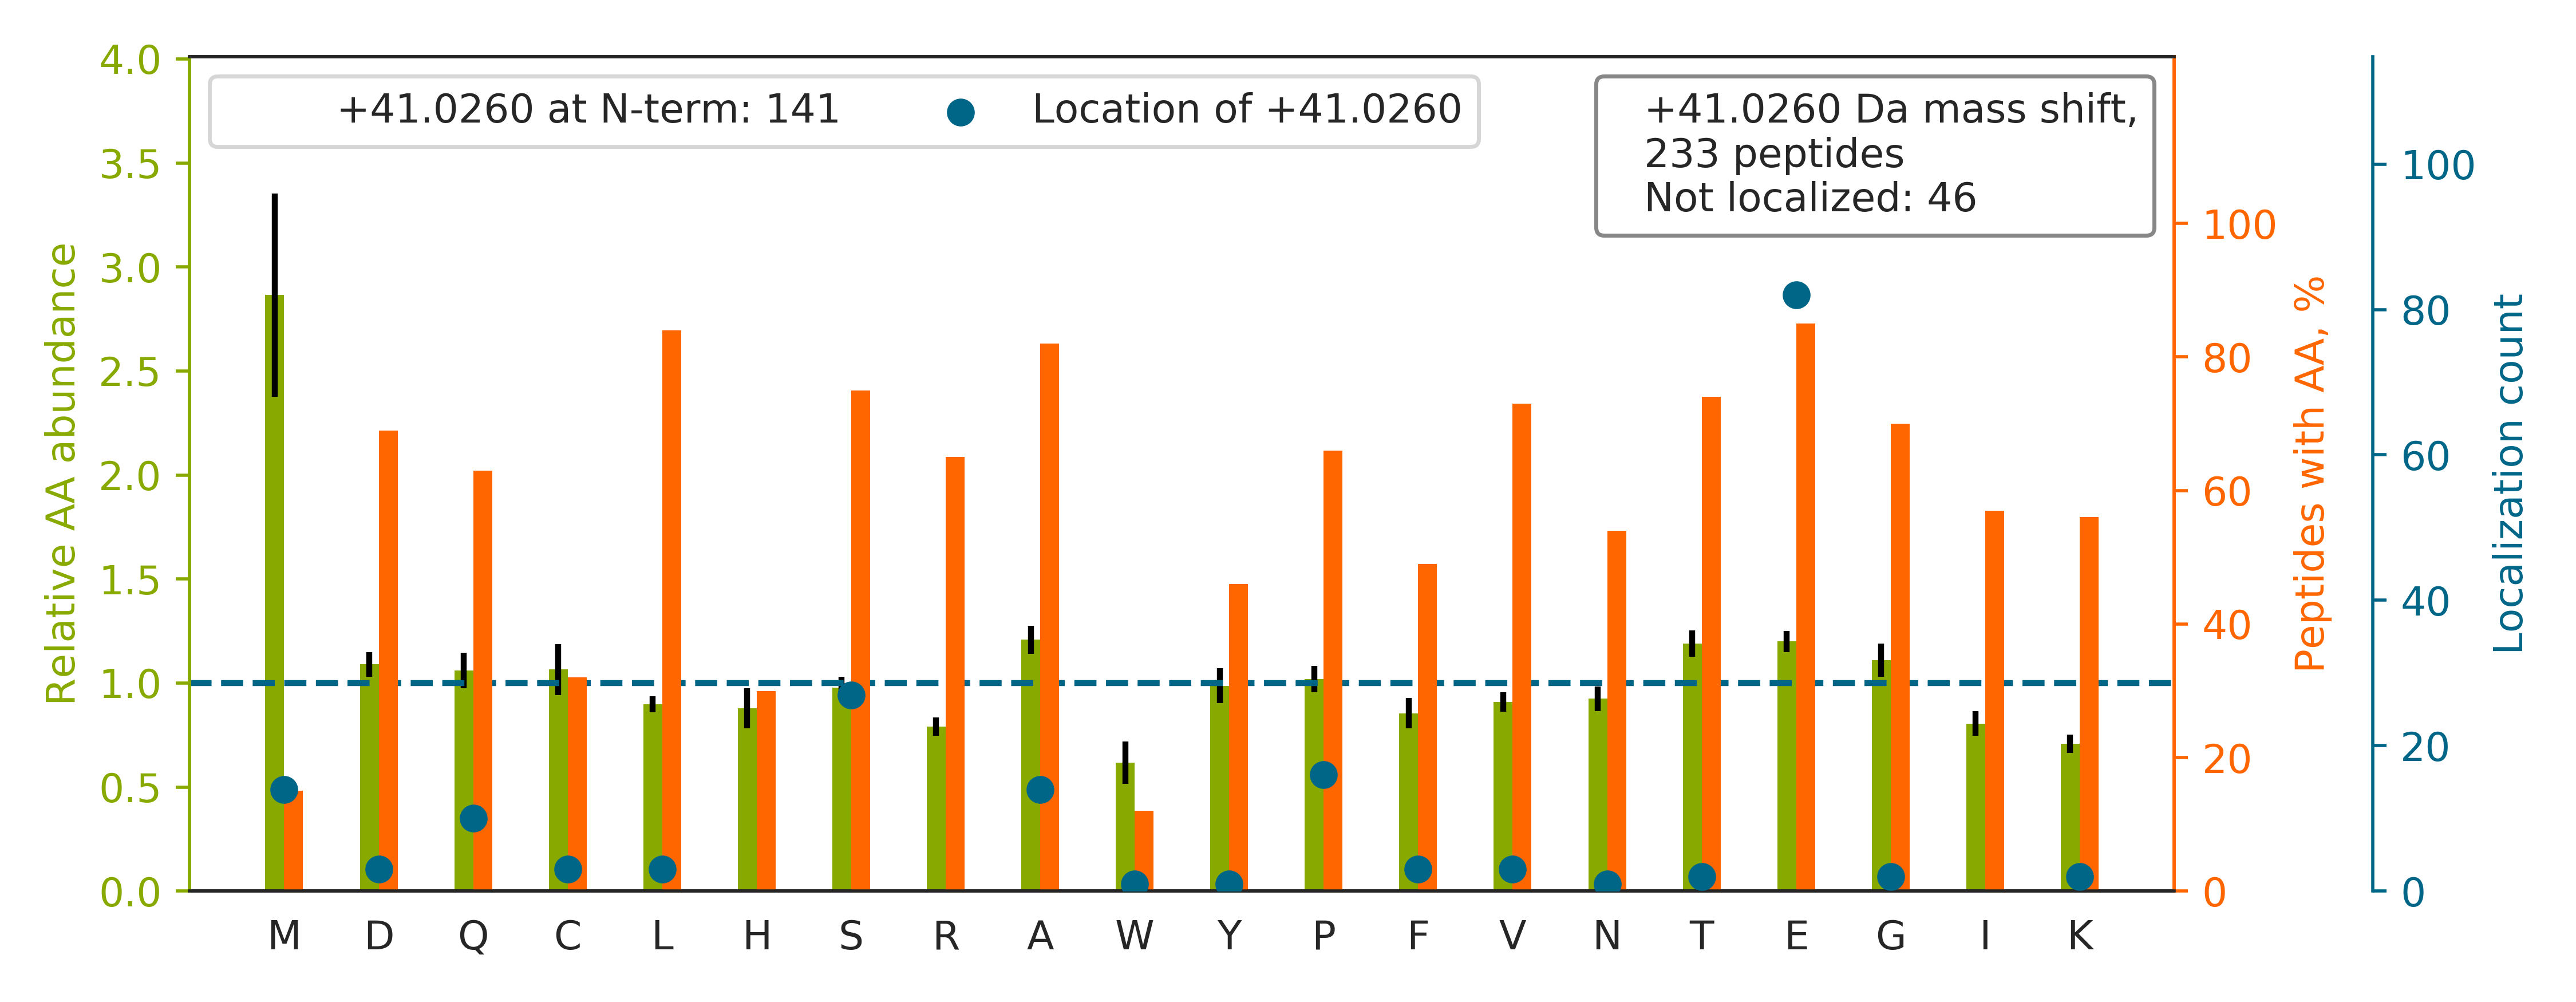 +41.0260 at N-term: 141
Location of +41.0260
+41.0260 Da mass shift,
233 peptides
Not localized: 46
Relative AA abundance
4.0
3.5
3.0
2.5
2.0
1.5
1.0
0.5
0.0
M D Q C L H S R A W Y P F V N T E G I K
100
80
60
40
20
0
Peptides with AA, %
100
80
60
40
20
0
Localization count